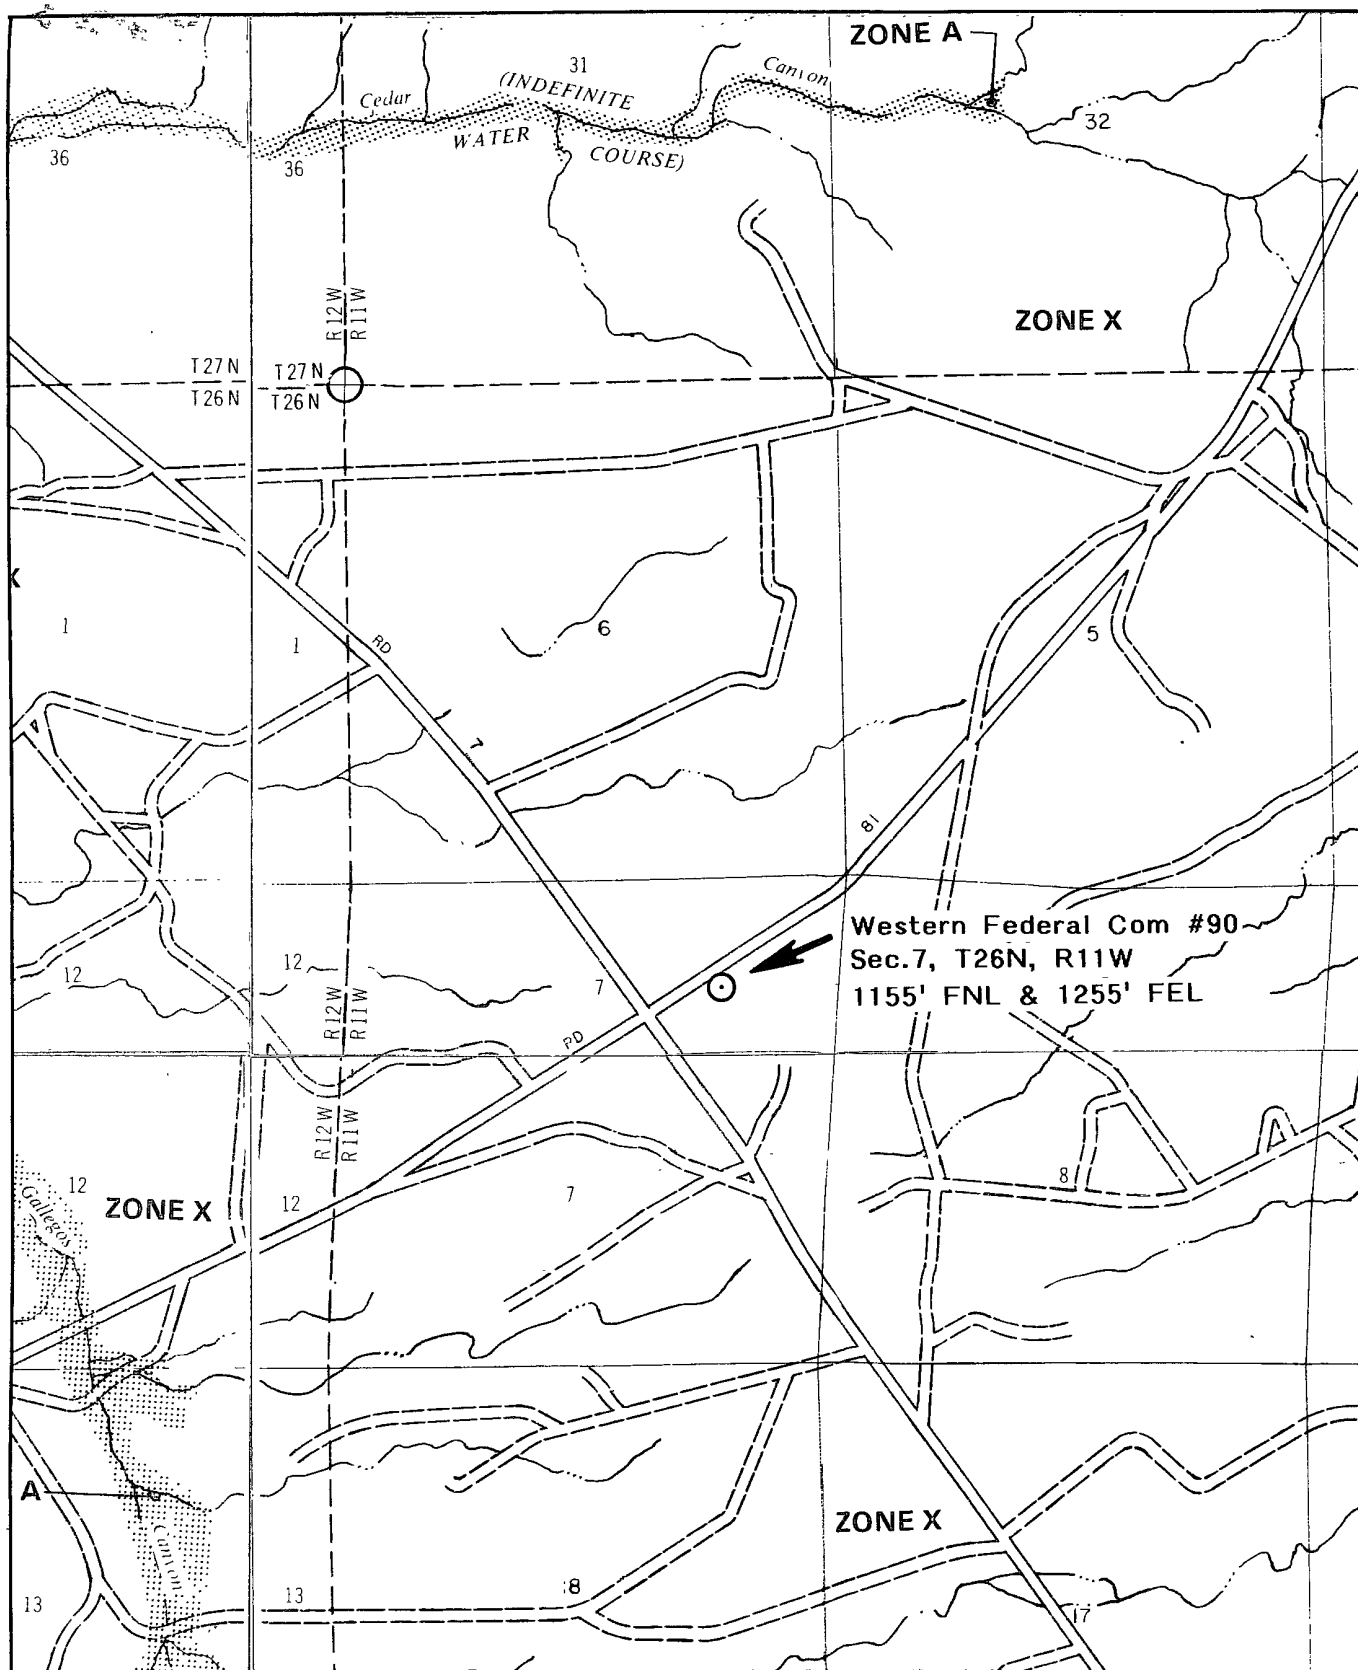 ZONE A
31
(INDEFINITE
Canyon
Cedar
WATER
COURSE)
32
36
36
R12W
R11W
ZONE X
T27N
T27N
T26N
T26N
X
1
1
RD
6
5
7
81
Western Federal Com #90
Sec.7, T26N, R11W
1155' FNL & 1255' FEL
12
12
7
R12W
R11W
RD
R12W
R11W
12
Gallegos
ZONE X
12
7
8
A
Canyon
ZONE X
13
13
18
17